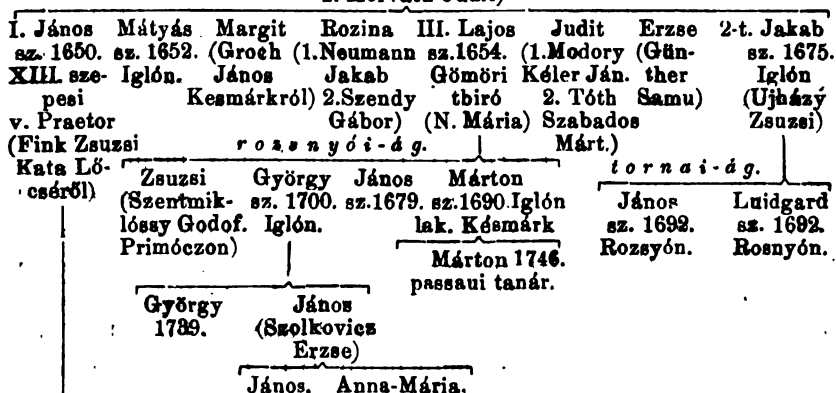 I. János Mátyás Margit Rozina III. Lajos Judit Erzse 2-t. Jakab
sz. 1650. sz. 1652. (Groch (1.Neumann sz.1654. (1.Modory (Gün- sz. 1675.
XIII. sze- Iglón. János Jakab Gömöri Kéler Ján. ther Iglón
pesi Kesmárkról) 2.Szendy tbiró 2. Tóth Samu) (Ujházy
v. Praetor Gábor) (N. Mária) Szabados Zsuzsi)
(Fink Zsuzsi rozsnyói-ág. Márt.)
Kata Lő- tornai-ág.
cséről) Zsuzsi György János Márton
(Szentmik- sz. 1700. sz.1679. sz.1690.Iglón János Luidgard
lóssy Godof. Iglón. lak. Késmárk sz. 1692. sz. 1692.
Primóczon) Rozsyón. Rosnyón.
Márton 1746.
passaui tanár.
György János
1739. (Szolkovicz
Erzse)
János. Anna-Mária.